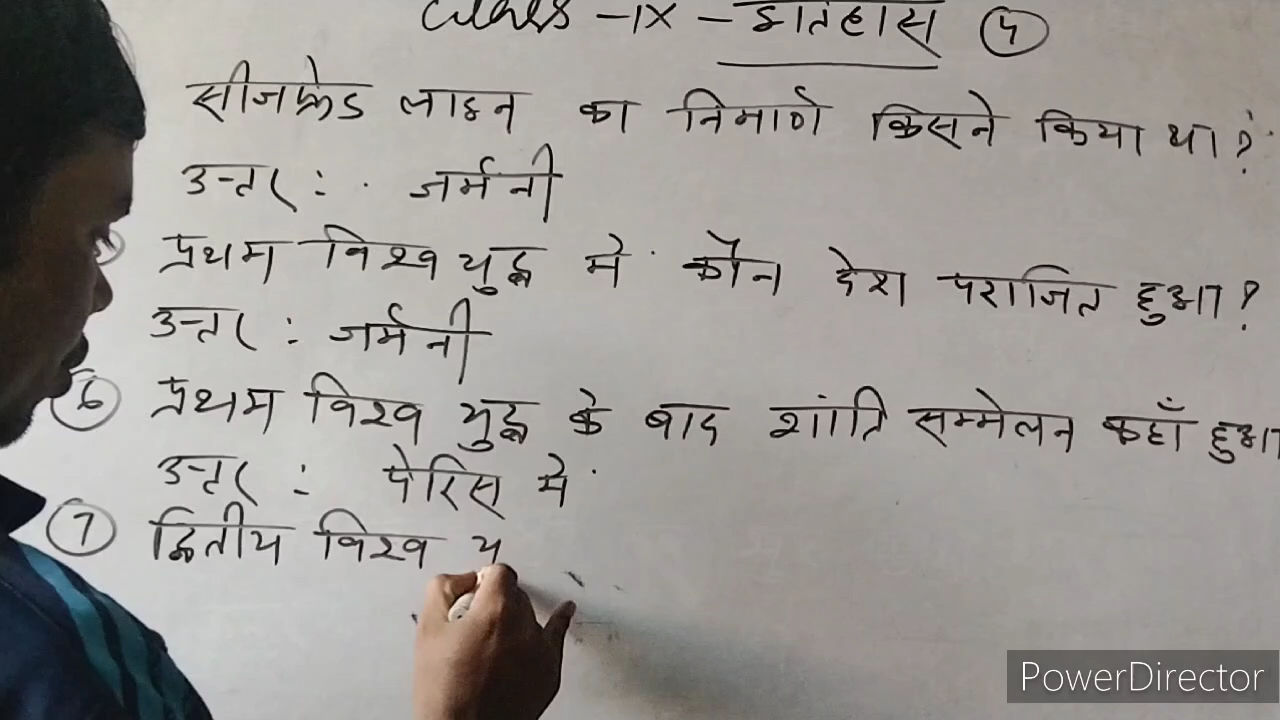 Class - IX - इतिहास (५)
सीजफ्रेड लाइन का निमार्ण किसने किया था?
उत्तर : जर्मनी
प्रथम विश्व युद्ध में कौन देश पराजित हुआ?
उत्तर : जर्मनी
(6) प्रथम विश्व युद्ध के बाद शांति सम्मेलन कहाँ हुआ
उत्तर : पेरिस में
(7) द्वितीय विश्व यु
PowerDirector